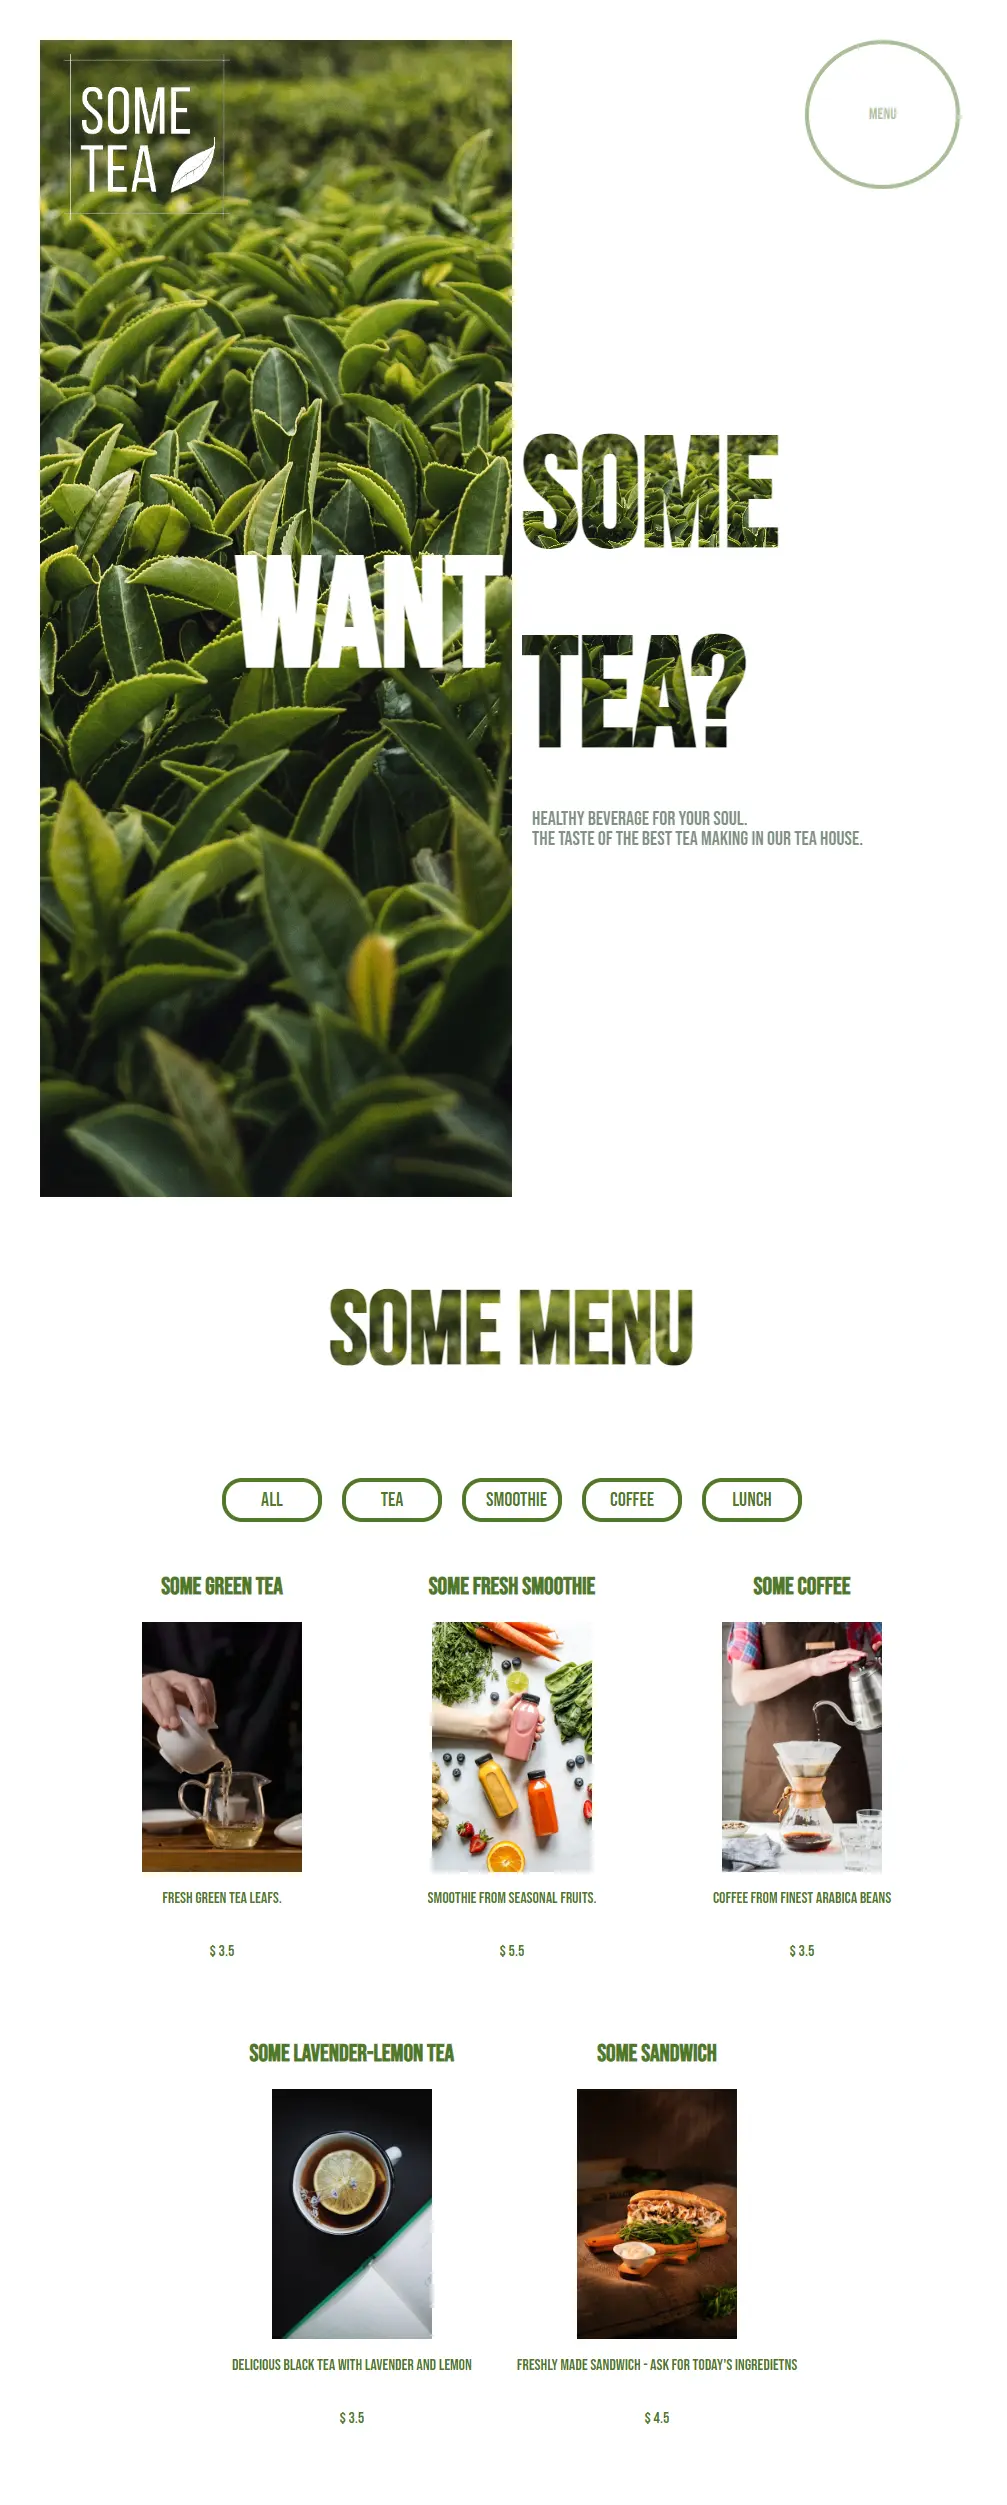 SOME
TEA
MENU
SOME
WANT
TEA?
HEALTHY BEVERAGE FOR YOUR SOUL.
THE TASTE OF THE BEST TEA MAKING IN OUR TEA HOUSE.
SOME MENU
ALL
TEA
SMOOTHIE
COFFEE
LUNCH
SOME GREEN TEA
FRESH GREEN TEA LEAFS.
$ 3.5
SOME FRESH SMOOTHIE
SMOOTHIE FROM SEASONAL FRUITS.
$ 5.5
SOME COFFEE
COFFEE FROM FINEST ARABICA BEANS
$ 3.5
SOME LAVENDER-LEMON TEA
DELICIOUS BLACK TEA WITH LAVENDER AND LEMON
$ 3.5
SOME SANDWICH
FRESHLY MADE SANDWICH - ASK FOR TODAY'S INGREDIETNS
$ 4.5